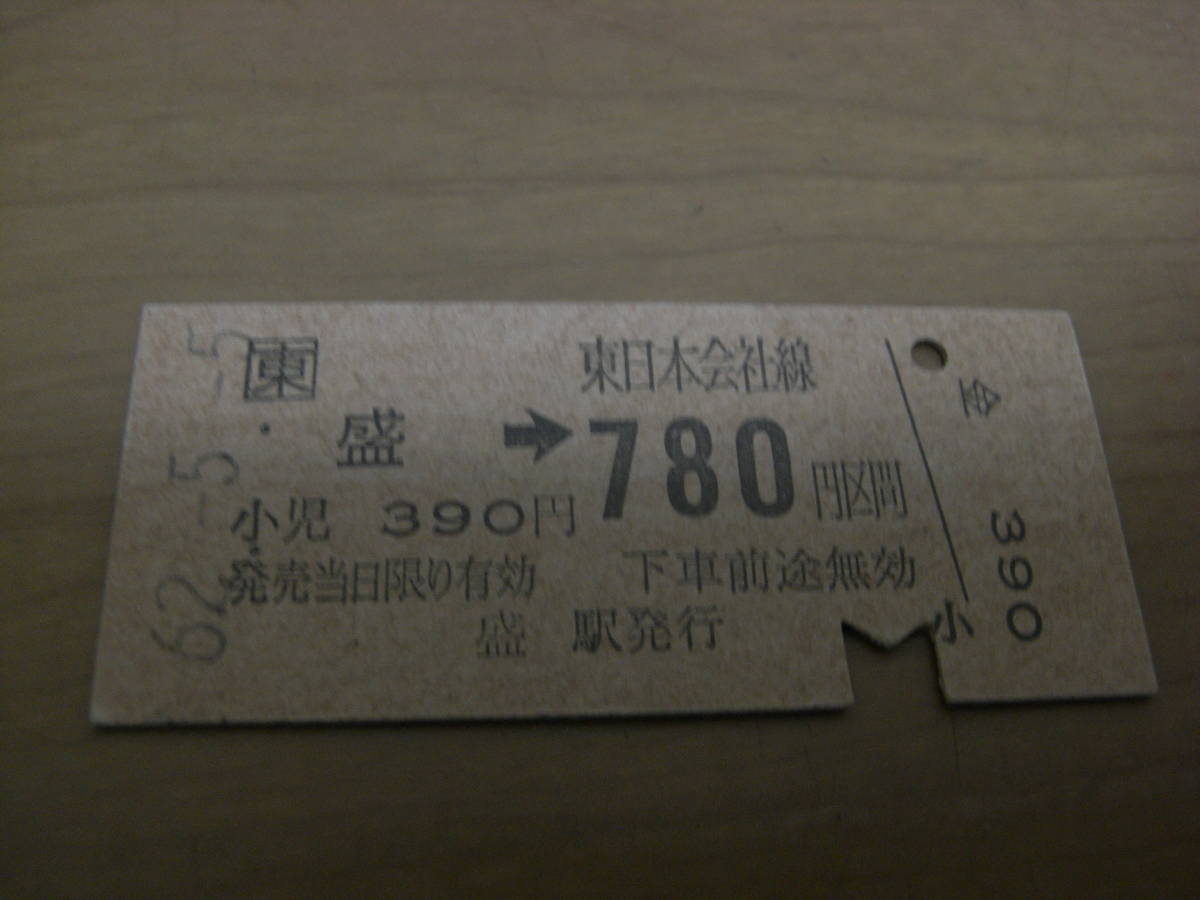 62.-5.-5
東
東日本会社線
盛 ➡ 780円区間
小児 390円
発売当日限り有効 下車前途無効
盛 駅発行
小
金
390